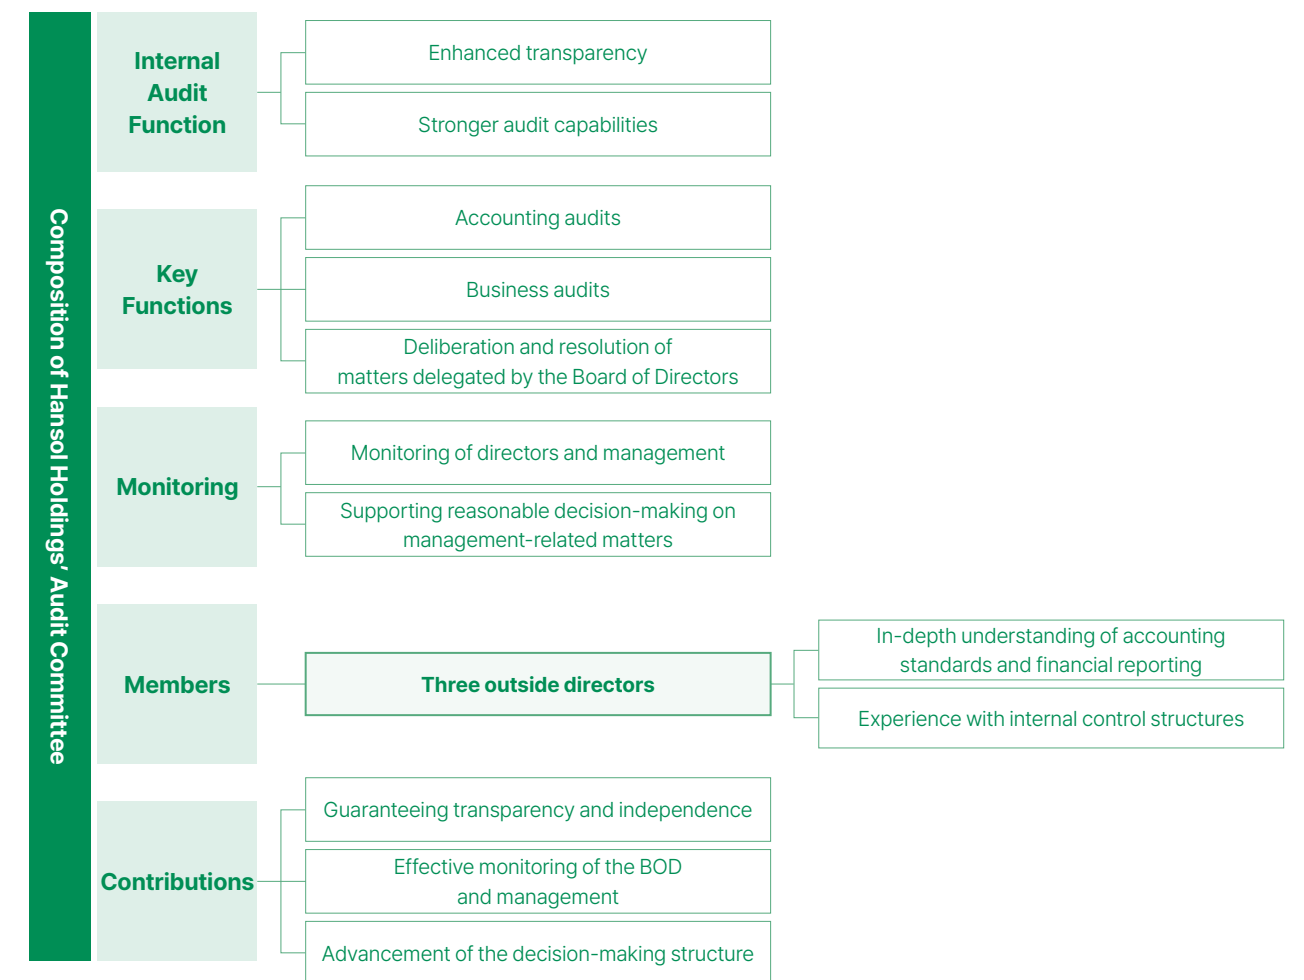 Composition of Hansol Holdings’ Audit Committee
Internal
Audit
Function
Enhanced transparency
Stronger audit capabilities
Key
Functions
Accounting audits
Business audits
Deliberation and resolution of
matters delegated by the Board of Directors
Monitoring
Monitoring of directors and management
Supporting reasonable decision-making on
management-related matters
Members
Three outside directors
In-depth understanding of accounting
standards and financial reporting
Experience with internal control structures
Contributions
Guaranteeing transparency and independence
Effective monitoring of the BOD
and management
Advancement of the decision-making structure